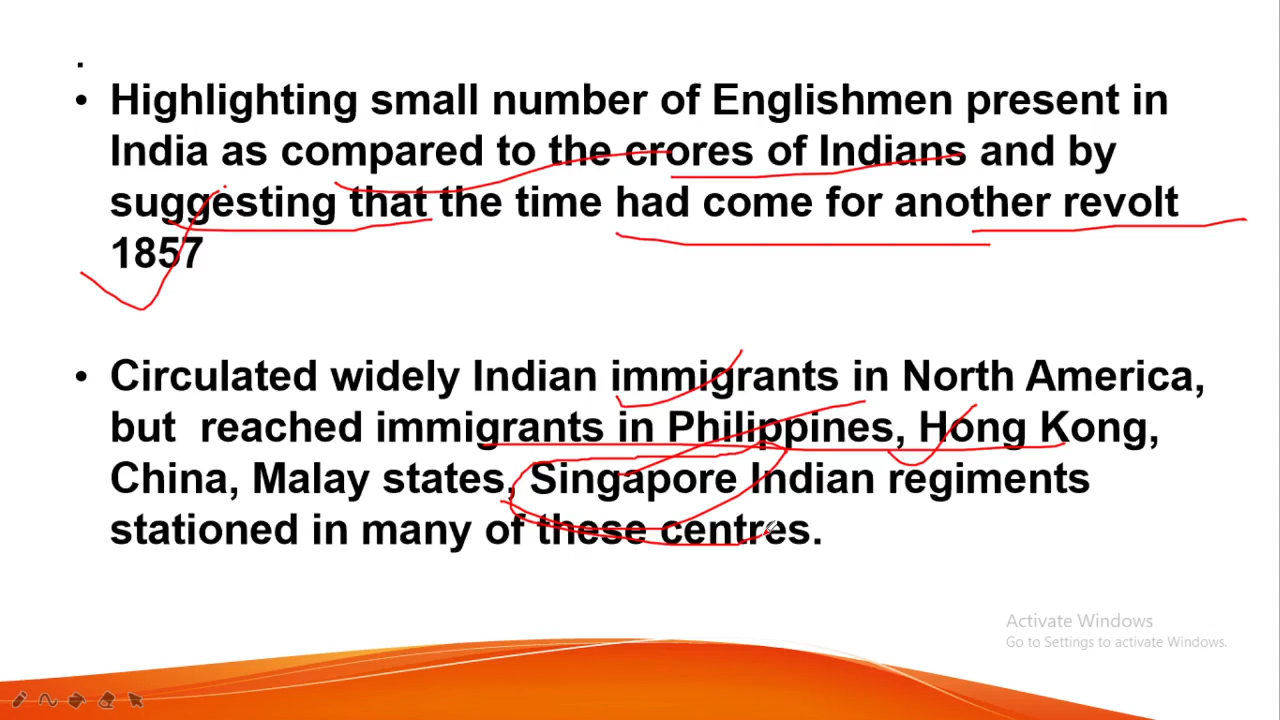 .
• Highlighting small number of Englishmen present in
India as compared to the crores of Indians and by
suggesting that the time had come for another revolt
1857
• Circulated widely Indian immigrants in North America,
but reached immigrants in Philippines, Hong Kong,
China, Malay states, Singapore Indian regiments
stationed in many of these centres.
Activate Windows
Go to Settings to activate Windows.